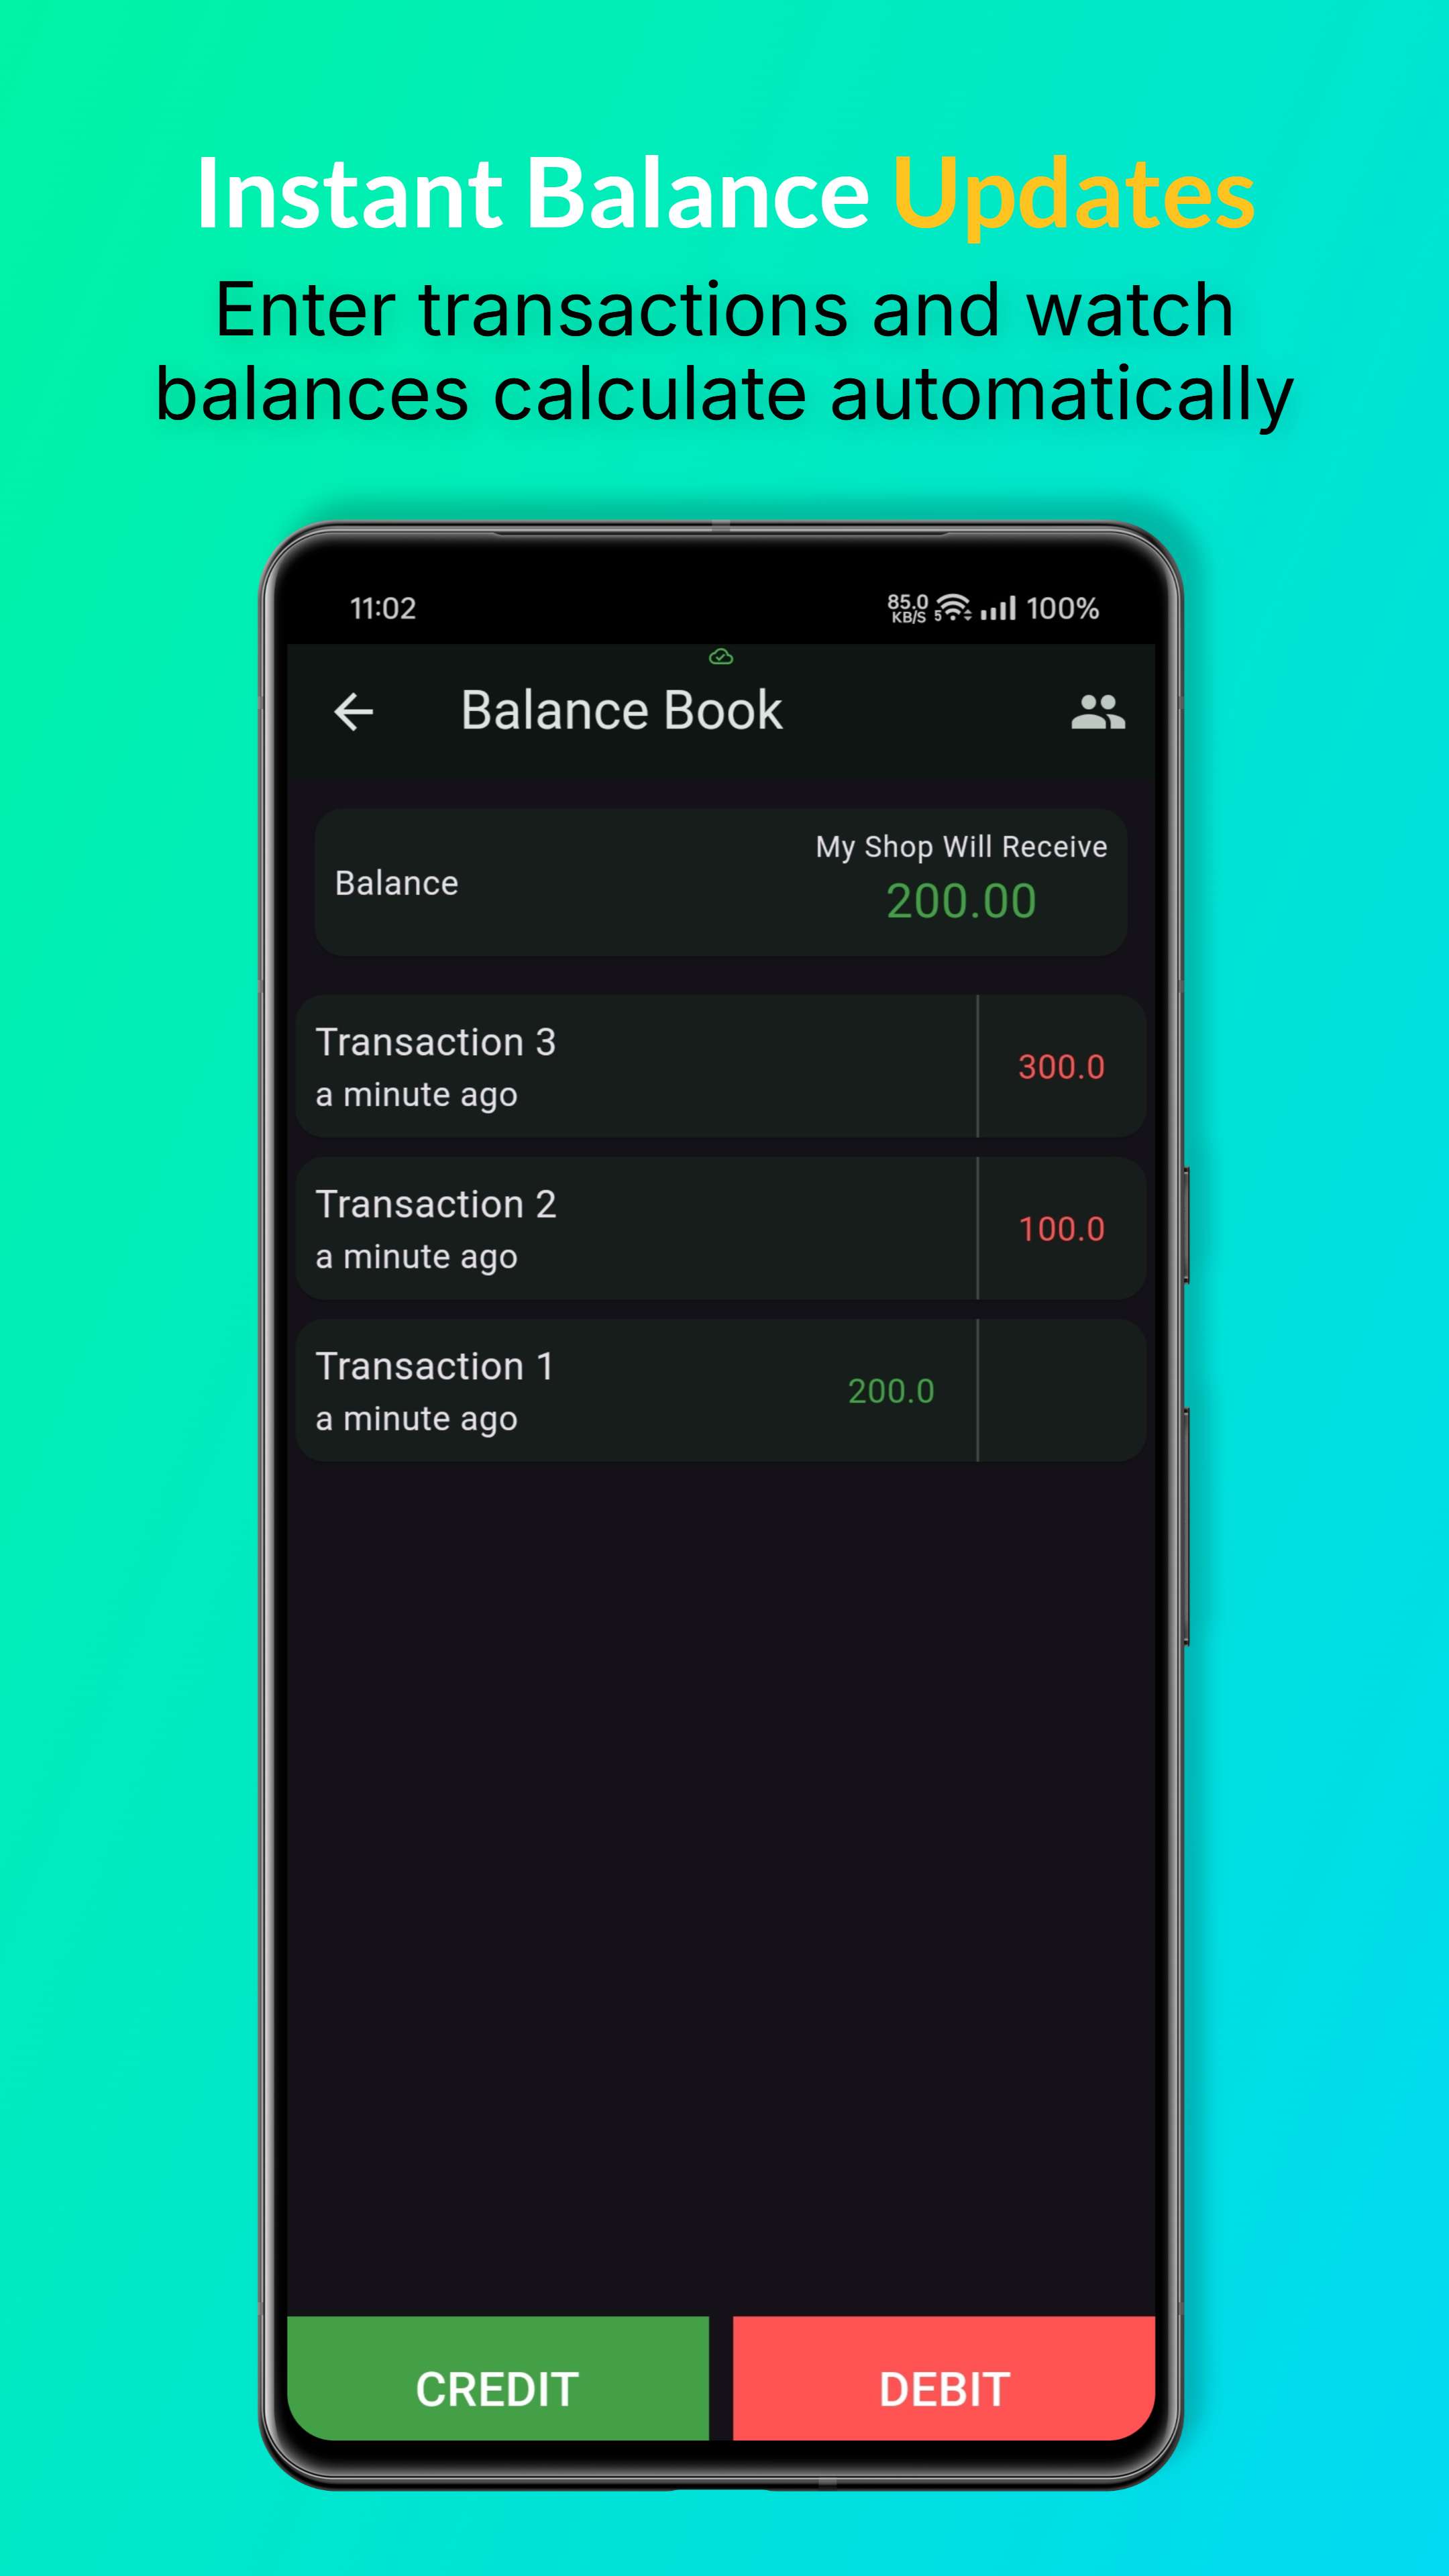 Instant Balance Updates
Enter transactions and watch
balances calculate automatically
11:02
85.0
KB/S
5
100%
Balance Book
Balance
My Shop Will Receive
200.00
Transaction 3
a minute ago
300.0
Transaction 2
a minute ago
100.0
Transaction 1
a minute ago
200.0
CREDIT
DEBIT